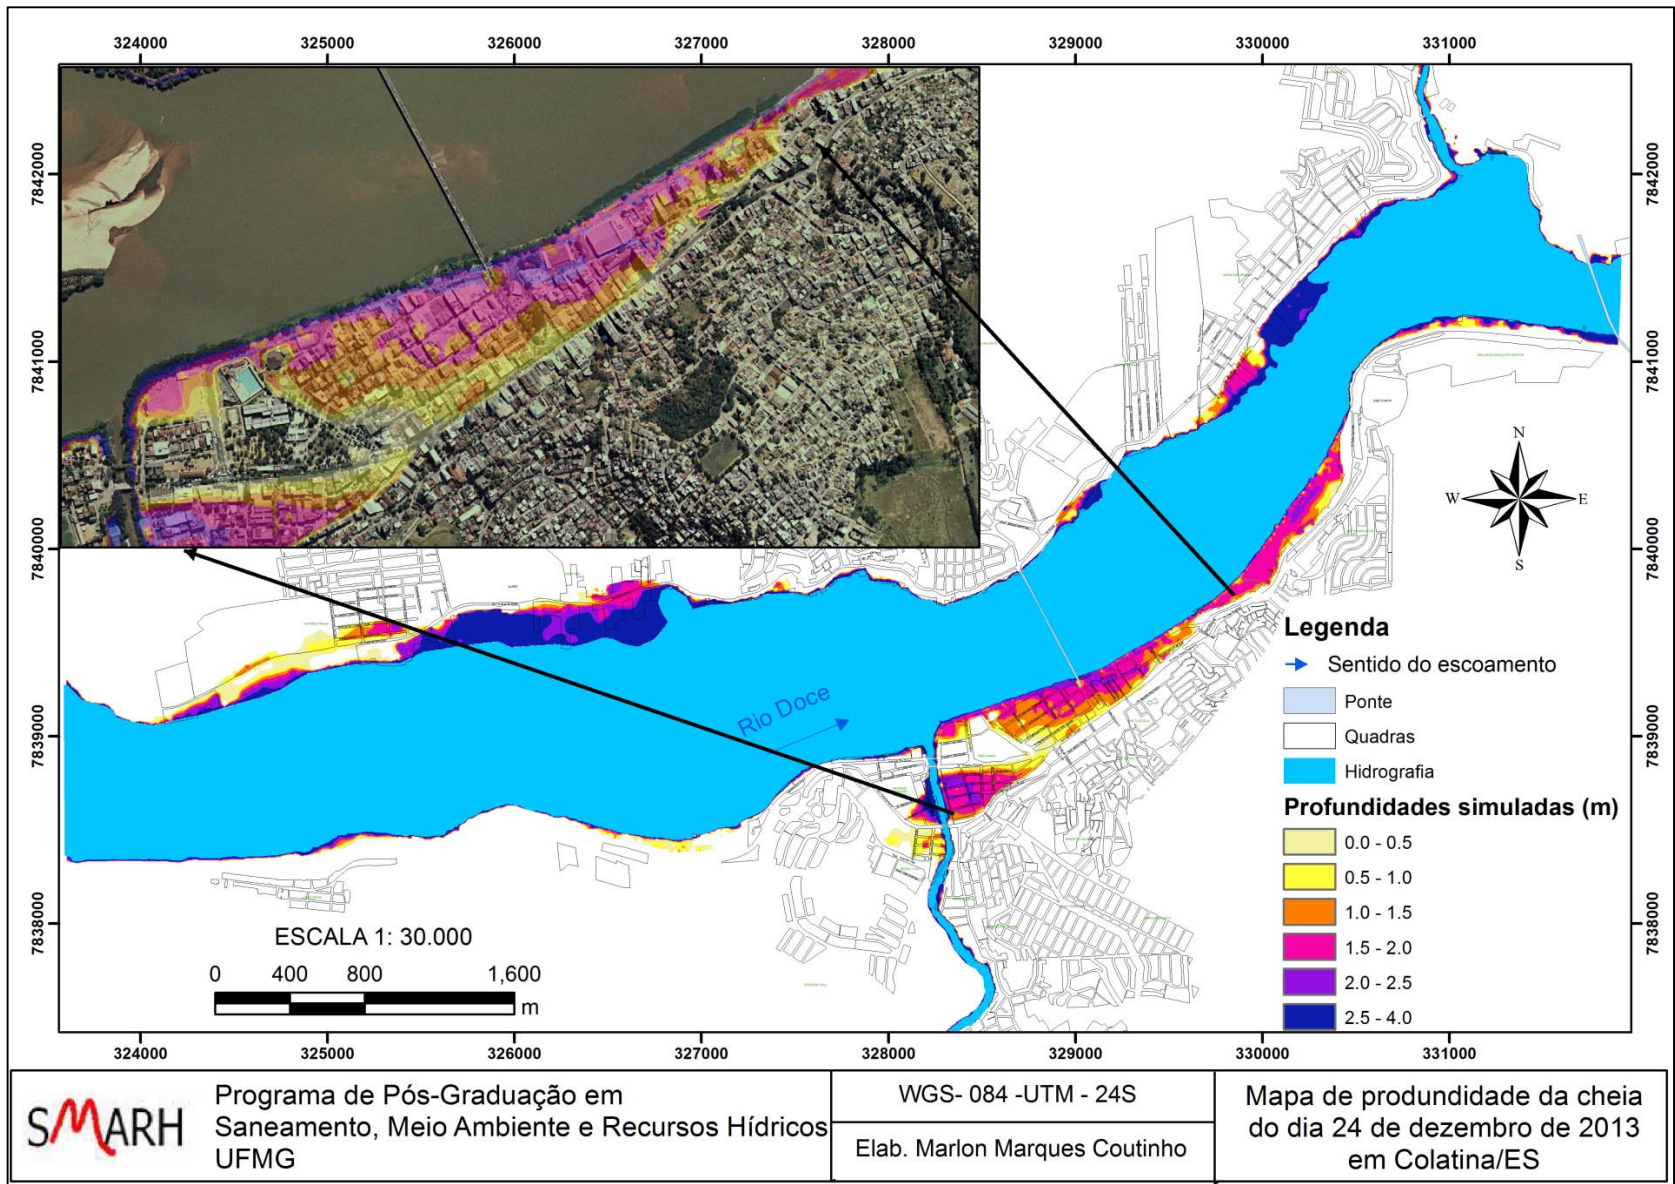 324000 325000 326000 327000 328000 329000 330000 331000
7842000
7841000
7840000
7839000
7838000
7842000
7841000
7840000
7839000
7838000
N
W E
S
Rio Doce
Legenda
Sentido do escoamento
Ponte
Quadras
Hidrografia
Profundidades simuladas (m)
0.0 - 0.5
0.5 - 1.0
1.0 - 1.5
1.5 - 2.0
2.0 - 2.5
2.5 - 4.0
ESCALA 1: 30.000
0 400 800 1,600
m
324000 325000 326000 327000 328000 329000 330000 331000
SMARH
Programa de Pós-Graduação em
Saneamento, Meio Ambiente e Recursos Hídricos
UFMG
WGS- 084 -UTM - 24S
Elab. Marlon Marques Coutinho
Mapa de produndidade da cheia
do dia 24 de dezembro de 2013
em Colatina/ES